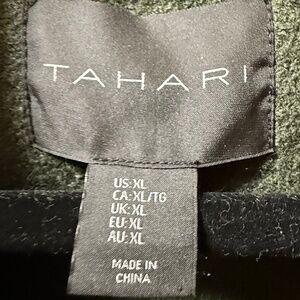 TAHARI
US: XL
CA: XL/TG
UK: XL
EU: XL
AU: XL
MADE IN
CHINA